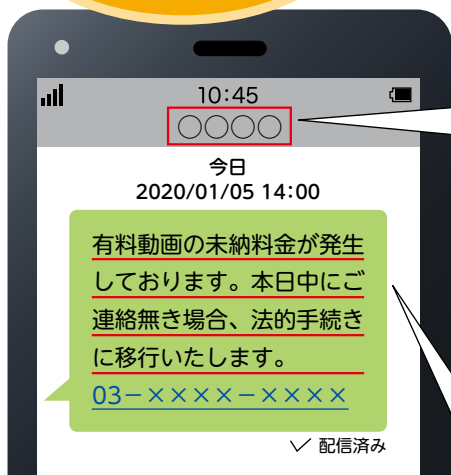 10:45
○○○○
今日
2020/01/05 14:00
有料動画の未納料金が発生
しております。本日中にご
連絡無き場合、法的手続き
に移行いたします。
03-××××-××××
✓ 配信済み